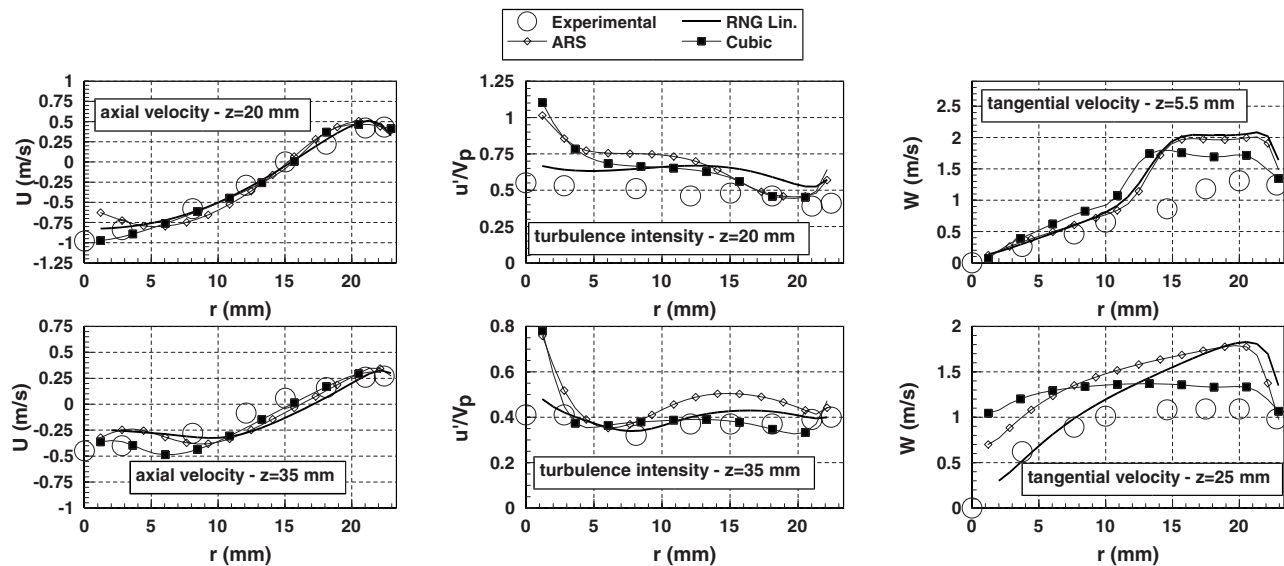 Experimental RNG Lin.
ARS Cubic
U (m/s)
1
0.75
0.5
0.25
0
-0.25
-0.5
-0.75
-1
-1.25
axial velocity - z=20 mm
0 5 10 15 20
r (mm)
u'/Vp
1.25
1
0.75
0.5
0.25
0
turbulence intensity - z=20 mm
0 5 10 15 20
r (mm)
W (m/s)
2.5
2
1.5
1
0.5
0
tangential velocity - z=5.5 mm
0 5 10 15 20
r (mm)
U (m/s)
0.75
0.5
0.25
0
-0.25
-0.5
-0.75
-1
axial velocity - z=35 mm
0 5 10 15 20
r (mm)
u'/Vp
0.8
0.6
0.4
0.2
0
turbulence intensity - z=35 mm
0 5 10 15 20
r (mm)
W (m/s)
2
1.5
1
0.5
0
tangential velocity - z=25 mm
0 5 10 15 20
r (mm)